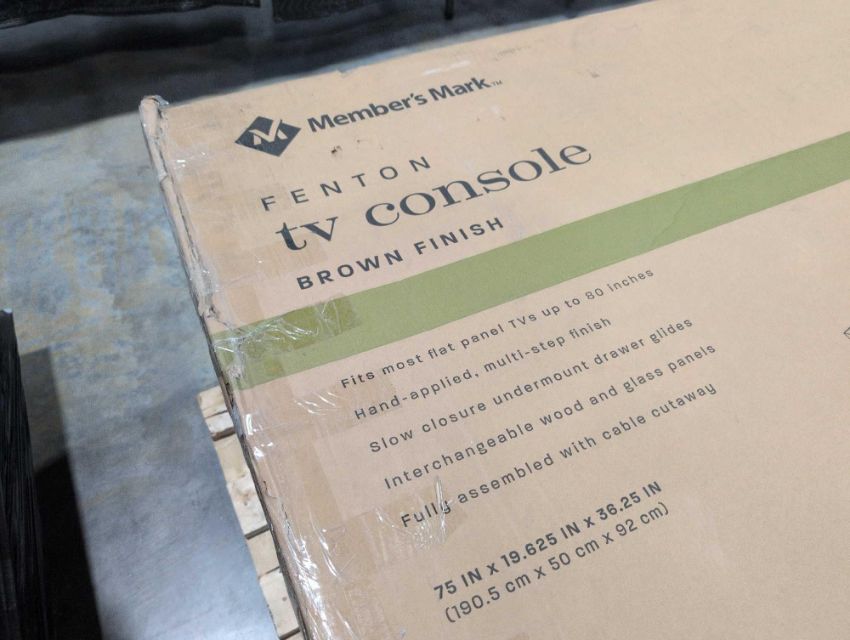 Member's Mark™
FENTON
tv console
BROWN FINISH
Fits most flat panel TVs up to 80 inches
Hand-applied, multi-step finish
Slow closure undermount drawer glides
Interchangeable wood and glass panels
Fully assembled with cable cutaway
75 IN x 19.625 IN x 36.25 IN
(190.5 cm x 50 cm x 92 cm)